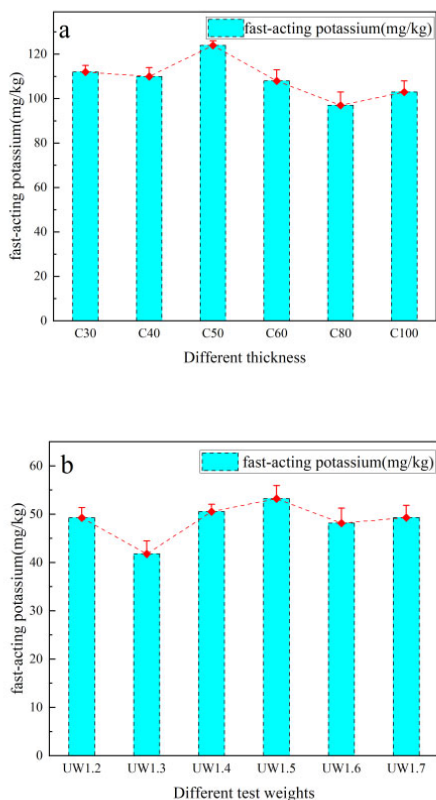 a
fast-acting potassium(mg/kg)
fast-acting potassium(mg/kg)
120
100
80
60
40
20
0
C30 C40 C50 C60 C80 C100
Different thickness
b
fast-acting potassium(mg/kg)
fast-acting potassium(mg/kg)
60
50
40
30
20
10
0
UW1.2 UW1.3 UW1.4 UW1.5 UW1.6 UW1.7
Different test weights